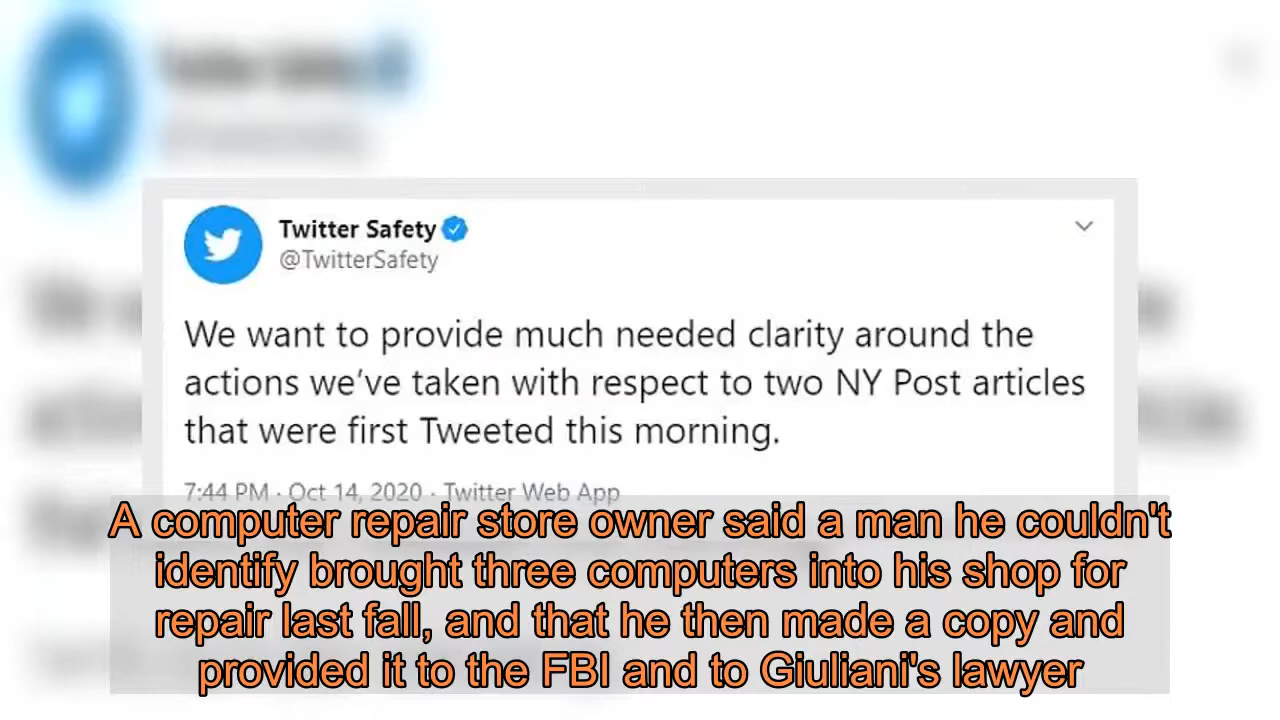 Twitter Safety
@TwitterSafety
We want to provide much needed clarity around the
actions we’ve taken with respect to two NY Post articles
that were first Tweeted this morning.
7:44 PM · Oct 14, 2020 · Twitter Web App
A computer repair store owner said a man he couldn't
identify brought three computers into his shop for
repair last fall, and that he then made a copy and
provided it to the FBI and to Giuliani's lawyer